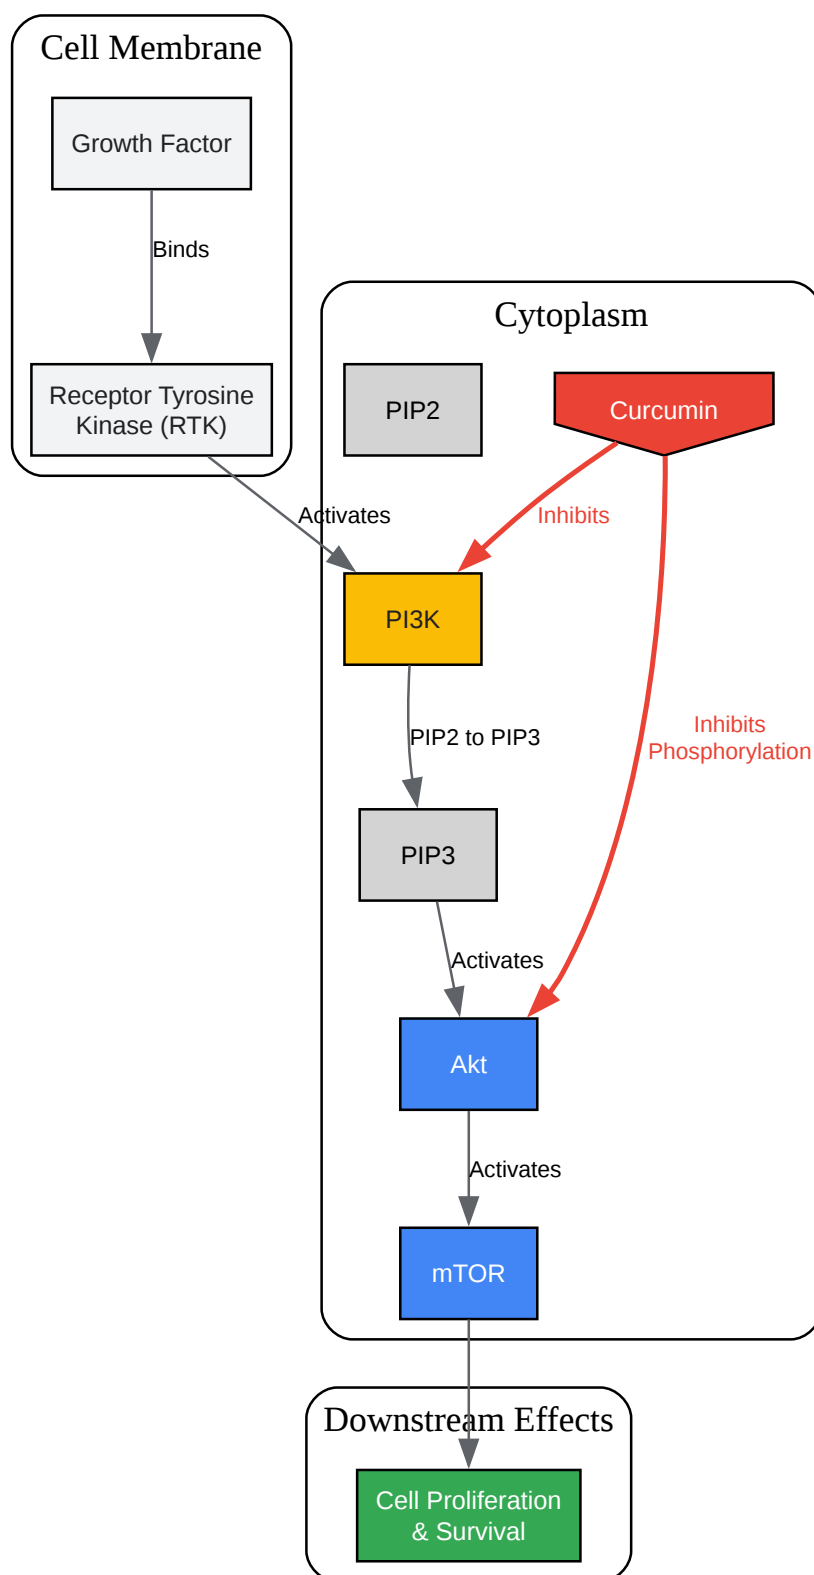 Cell Membrane
Growth Factor
Binds
Receptor Tyrosine
Kinase (RTK)
Cytoplasm
PIP2
Curcumin
Activates
Inhibits
PI3K
PIP2 to PIP3
Inhibits
Phosphorylation
PIP3
Activates
Akt
Activates
mTOR
Downstream Effects
Cell Proliferation
& Survival